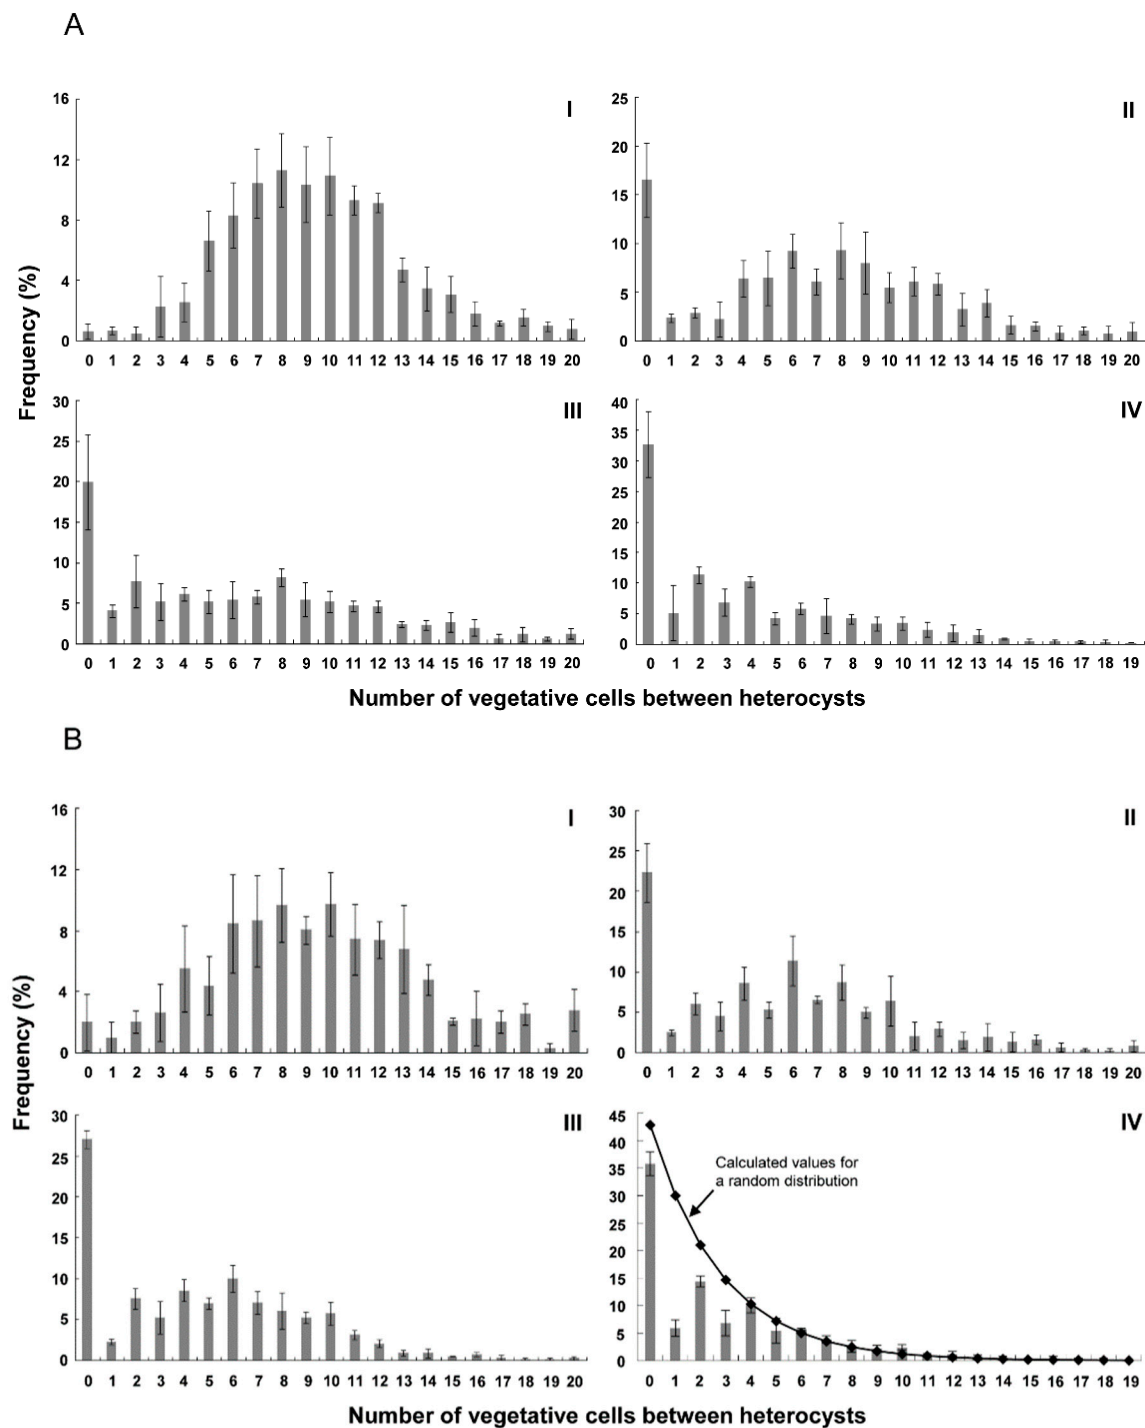 A
I
16
12
8
4
0
0 1 2 3 4 5 6 7 8 9 10 11 12 13 14 15 16 17 18 19 20
II
25
20
15
10
5
0
0 1 2 3 4 5 6 7 8 9 10 11 12 13 14 15 16 17 18 19 20
Frequency (%)
III
30
25
20
15
10
5
0
0 1 2 3 4 5 6 7 8 9 10 11 12 13 14 15 16 17 18 19 20
IV
40
35
30
25
20
15
10
5
0
0 1 2 3 4 5 6 7 8 9 10 11 12 13 14 15 16 17 18 19
Number of vegetative cells between heterocysts
B
I
16
12
8
4
0
0 1 2 3 4 5 6 7 8 9 10 11 12 13 14 15 16 17 18 19 20
II
30
25
20
15
10
5
0
0 1 2 3 4 5 6 7 8 9 10 11 12 13 14 15 16 17 18 19 20
Frequency (%)
III
30
25
20
15
10
5
0
0 1 2 3 4 5 6 7 8 9 10 11 12 13 14 15 16 17 18 19 20
IV
45
40
35
30
25
20
15
10
5
0
Calculated values for
a random distribution
0 1 2 3 4 5 6 7 8 9 10 11 12 13 14 15 16 17 18 19
Number of vegetative cells between heterocysts